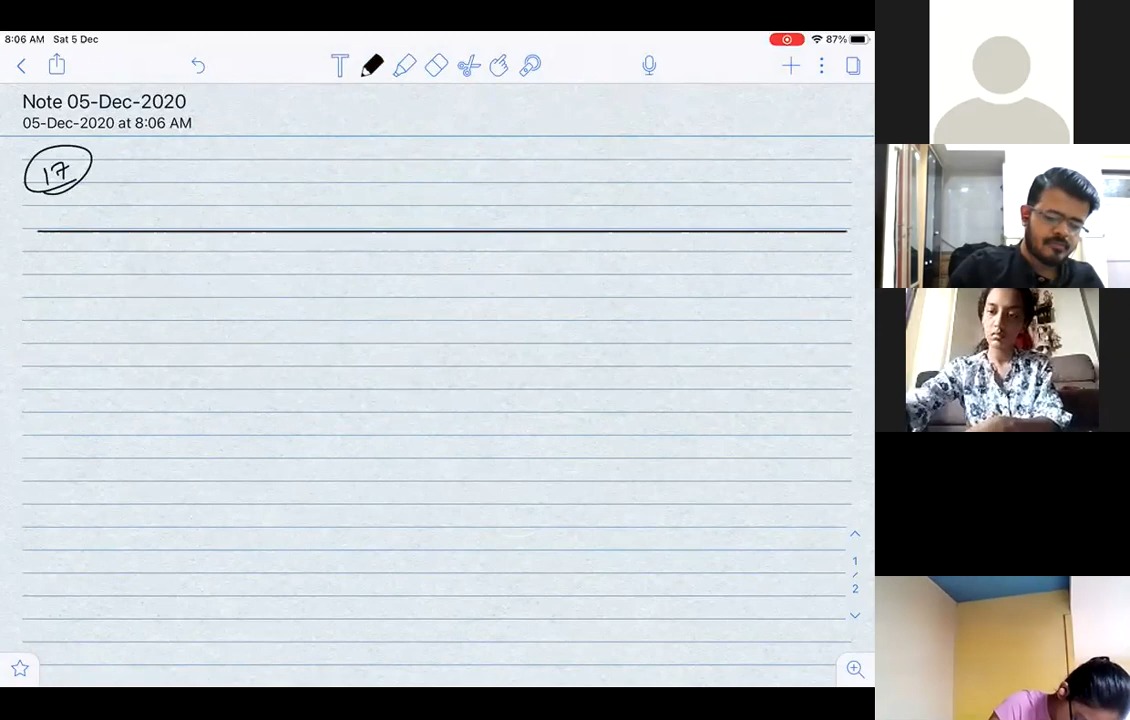 8:06 AM Sat 5 Dec
87%
Note 05-Dec-2020
05-Dec-2020 at 8:06 AM
17
1
/
2